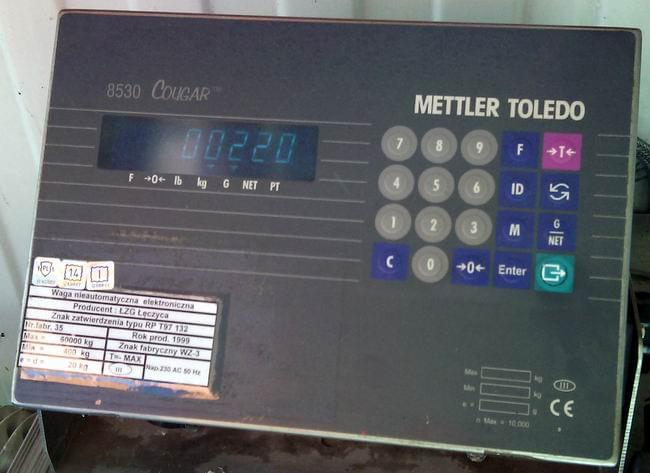 8530 COUGAR™
METTLER TOLEDO
00220
F →0← lb kg G NET PT
7 8 9 F →T←
4 5 6 ID
1 2 3 M G NET
C 0 →0← Enter
14 I
Waga nieautomatyczna elektroniczna
Producent : ŁZG Łęczyca
Znak zatwierdzenia typu RP T97 132
Nr.fabr. 35 Rok prod. 1999
Max = 60000 kg Znak fabryczny WZ-3
Min = 400 kg T=- MAX
e = d = 20 kg III Nap.230 AC 50 Hz
Max kg
Min kg III
e = g CE
n Max = 10,000